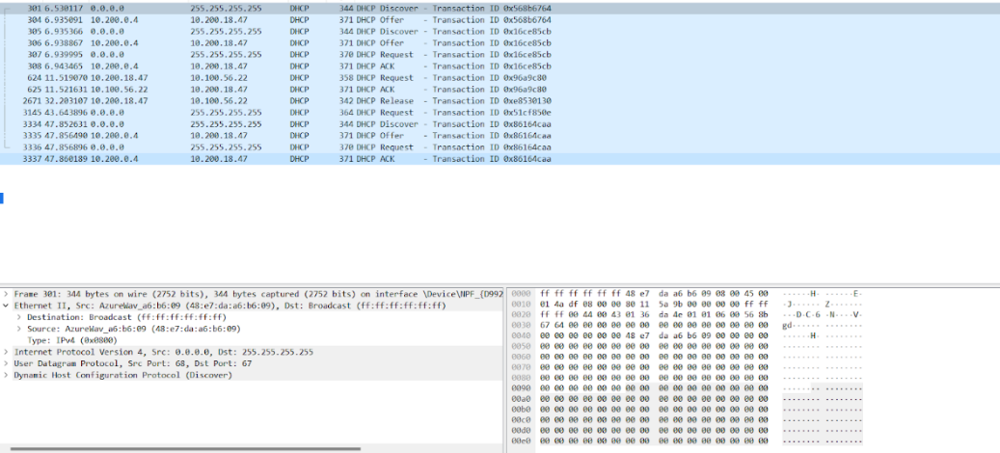 301 6.530117 0.0.0.0 255.255.255.255 DHCP 344 DHCP Discover - Transaction ID 0x568b6764
304 6.935091 10.200.0.4 10.200.18.47 DHCP 371 DHCP Offer - Transaction ID 0x568b6764
305 6.935366 0.0.0.0 255.255.255.255 DHCP 344 DHCP Discover - Transaction ID 0x16ce85cb
306 6.938867 10.200.0.4 10.200.18.47 DHCP 371 DHCP Offer - Transaction ID 0x16ce85cb
307 6.939995 0.0.0.0 255.255.255.255 DHCP 370 DHCP Request - Transaction ID 0x16ce85cb
308 6.943465 10.200.0.4 10.200.18.47 DHCP 371 DHCP ACK - Transaction ID 0x16ce85cb
624 11.519070 10.200.18.47 10.100.56.22 DHCP 358 DHCP Request - Transaction ID 0x96a9c80
625 11.521631 10.100.56.22 10.200.18.47 DHCP 371 DHCP ACK - Transaction ID 0x96a9c80
2671 32.203107 10.200.18.47 10.100.56.22 DHCP 342 DHCP Release - Transaction ID 0xe8530130
3145 43.643896 0.0.0.0 255.255.255.255 DHCP 364 DHCP Request - Transaction ID 0x51cf850e
3334 47.852631 0.0.0.0 255.255.255.255 DHCP 344 DHCP Discover - Transaction ID 0x86164caa
3335 47.856490 10.200.0.4 10.200.18.47 DHCP 371 DHCP Offer - Transaction ID 0x86164caa
3336 47.856896 0.0.0.0 255.255.255.255 DHCP 370 DHCP Request - Transaction ID 0x86164caa
3337 47.860189 10.200.0.4 10.200.18.47 DHCP 371 DHCP ACK - Transaction ID 0x86164caa
> Frame 301: 344 bytes on wire (2752 bits), 344 bytes captured (2752 bits) on interface \Device\NPF_{D992
Ethernet II, Src: AzureWav_a6:b6:09 (48:e7:da:a6:b6:09), Dst: Broadcast (ff:ff:ff:ff:ff:ff)
> Destination: Broadcast (ff:ff:ff:ff:ff:ff)
> Source: AzureWav_a6:b6:09 (48:e7:da:a6:b6:09)
Type: IPv4 (0x0800)
> Internet Protocol Version 4, Src: 0.0.0.0, Dst: 255.255.255.255
> User Datagram Protocol, Src Port: 68, Dst Port: 67
> Dynamic Host Configuration Protocol (Discover)
0000 ff ff ff ff ff ff 48 e7 da a6 b6 09 08 00 45 00 ······H· ······E·
0010 01 4a df 08 00 00 80 11 5a 9b 00 00 00 00 ff ff ·J······ Z·······
0020 ff ff 00 44 00 43 01 36 da 4e 01 01 06 00 56 8b ···D·C·6 ·N····V·
0030 67 64 00 00 00 00 00 00 00 00 00 00 00 00 00 00 gd······ ········
0040 00 00 00 00 00 00 48 e7 da a6 b6 09 00 00 00 00 ······H· ········
0050 00 00 00 00 00 00 00 00 00 00 00 00 00 00 00 00 ········ ········
0060 00 00 00 00 00 00 00 00 00 00 00 00 00 00 00 00 ········ ········
0070 00 00 00 00 00 00 00 00 00 00 00 00 00 00 00 00 ········ ········
0080 00 00 00 00 00 00 00 00 00 00 00 00 00 00 00 00 ········ ········
0090 00 00 00 00 00 00 00 00 00 00 00 00 00 00 00 00 ········ ········
00a0 00 00 00 00 00 00 00 00 00 00 00 00 00 00 00 00 ········ ········
00b0 00 00 00 00 00 00 00 00 00 00 00 00 00 00 00 00 ········ ········
00c0 00 00 00 00 00 00 00 00 00 00 00 00 00 00 00 00 ········ ········
00d0 00 00 00 00 00 00 00 00 00 00 00 00 00 00 00 00 ········ ········
00e0 00 00 00 00 00 00 00 00 00 00 00 00 00 00 00 00 ········ ········